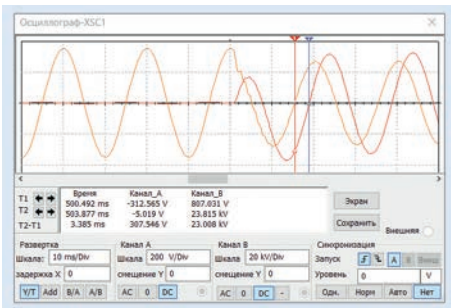 Осциллограф-XSC1
T1
T2
T2-T1
Время Канал_A Канал_B
500.492 ms -312.565 V 807.031 V
503.877 ms -5.019 V 23.815 kV
3.385 ms 307.546 V 23.008 kV
Экран
Сохранить
Внешняя
Развертка Канал A Канал B Синхронизация
Шкала: 10 ms/Div Шкала 200 V/Div Шкала 20 kV/Div Запуск A B Внеш
задержка X 0 смещение Y 0 смещение Y 0 Уровень 0 V
Y/T Add B/A A/B AC 0 DC AC 0 DC - Одн. Норм Авто Нет